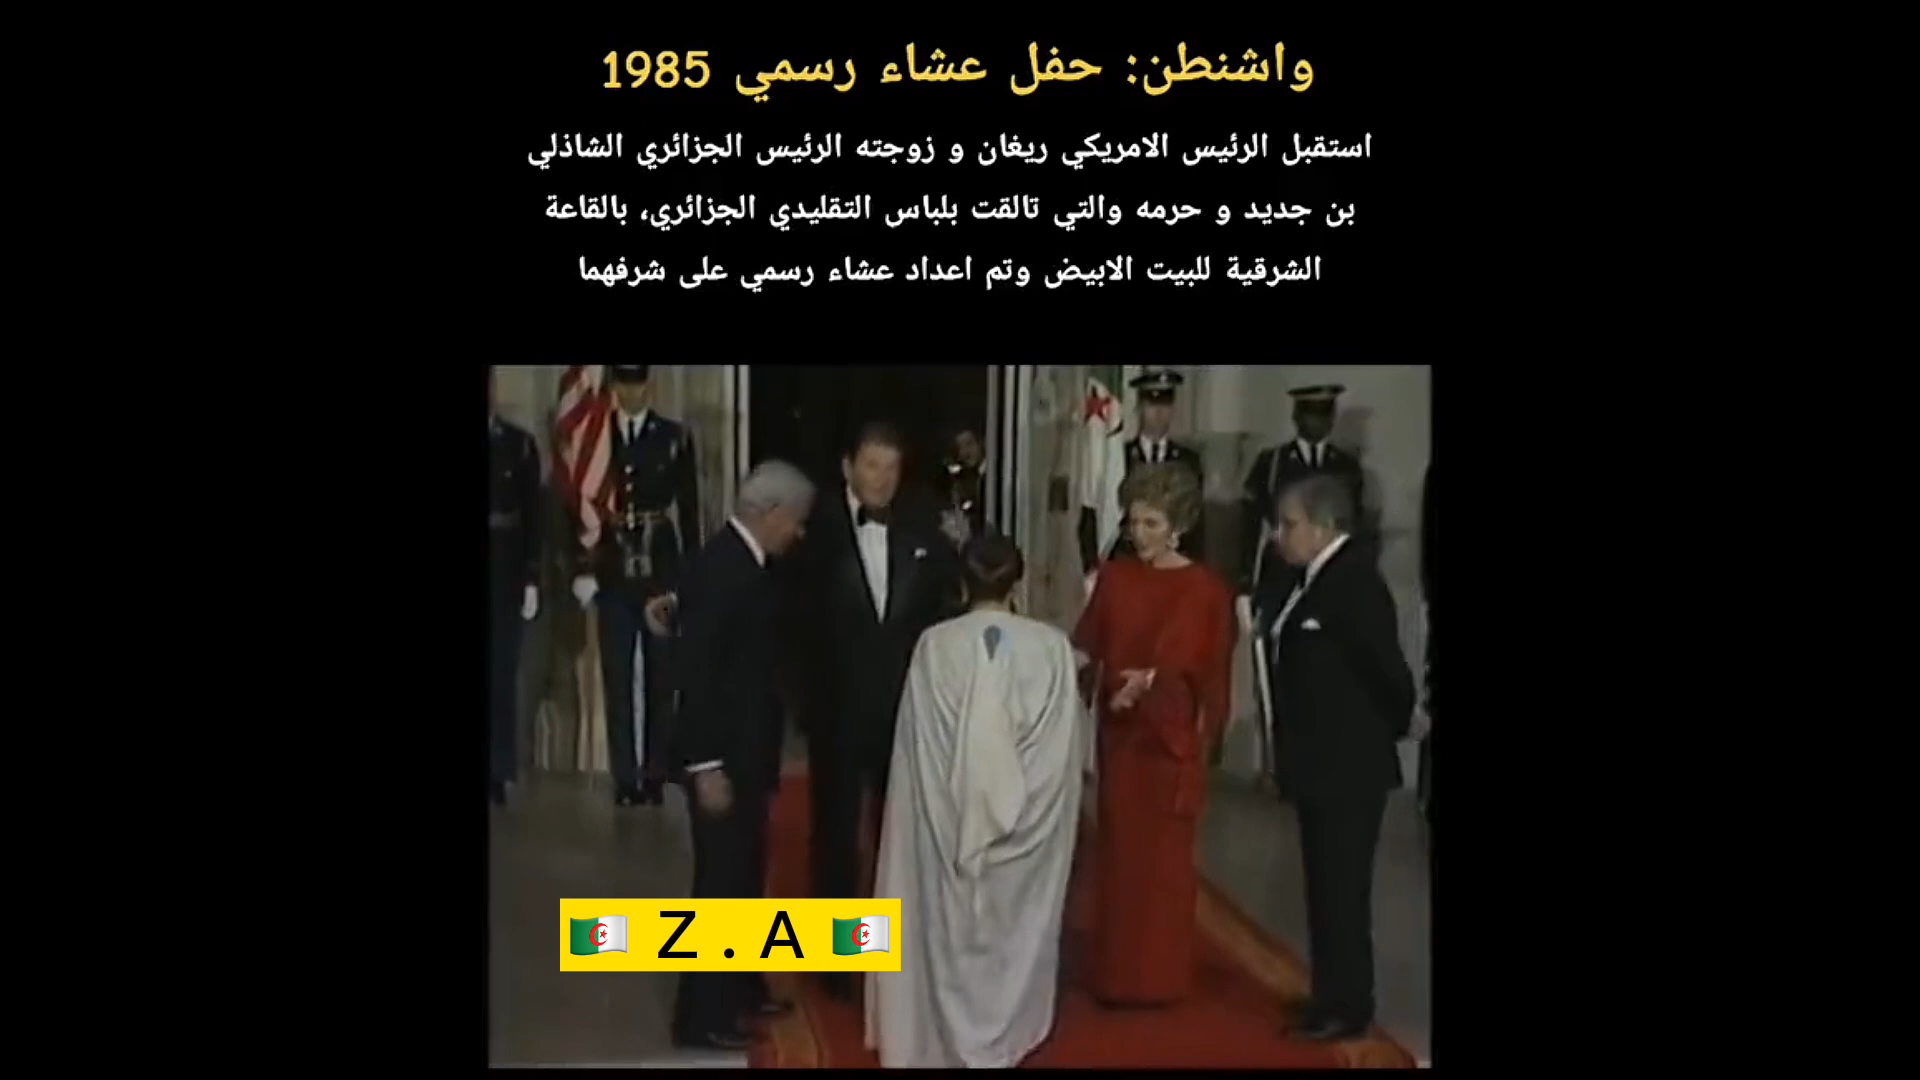 واشنطن: حفل عشاء رسمي 1985
استقبل الرئيس الامريكي ريغان و زوجته الرئيس الجزائري الشاذلي
بن جديد و حرمه والتي تالقت بلباس التقليدي الجزائري، بالقاعة
الشرقية للبيت الابيض وتم اعداد عشاء رسمي على شرفهما
🇩🇿 Z . A 🇩🇿